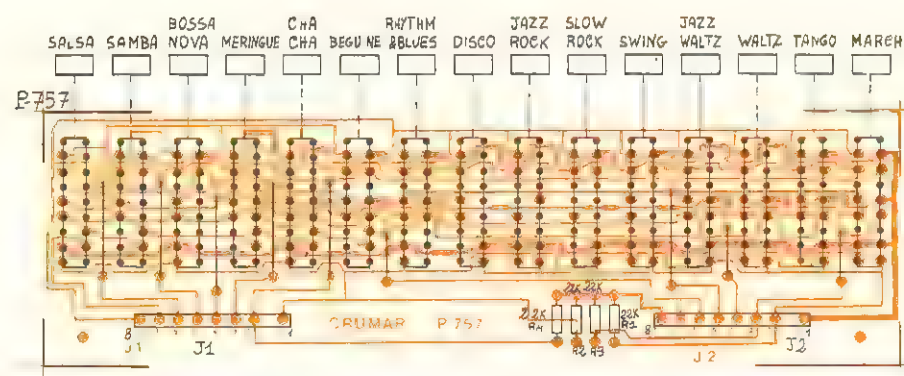 SALSA SAMBA BOSSA NOVA MERINGUE CHA CHA BEGUINE RHYTHM &BLUES DISCO JAZZ ROCK SLOW ROCK SWING JAZZ WALTZ WALTZ TANGO MARCH
P-757
22K 22K
22K 22K
R4 R2 R3 R1
8 1 CRUMAR P 757 8 1
J1 J1 J2 J2